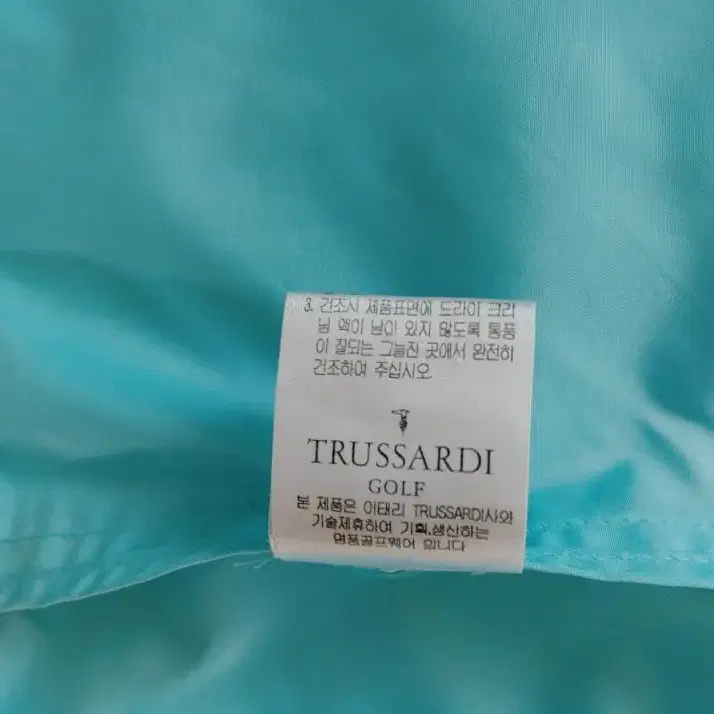 3. 건조시 제품표면에 드라이 크리
닝 액이 남이 있지 않도록 통풍
이 잘되는 그늘진 곳에서 완전히
건조하여 주십시오.
TRUSSARDI
GOLF
본 제품은 이태리 TRUSSARDI사와
기술제휴하여 기획,생산하는
명품골프웨어 입니다